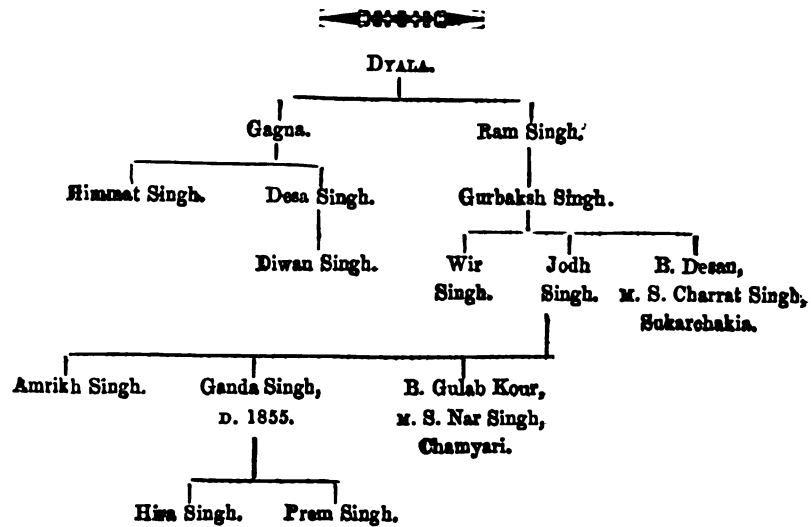 DYALA.
Gagna. Ram Singh.
Himmat Singh. Desa Singh. Gurbaksh Singh.
Diwan Singh. Wir Jodh B. Desan,
Singh. Singh. M. S. Charrat Singh,
Sukarchakia.
Amrikh Singh. Ganda Singh, B. Gulab Kour,
D. 1855. M. S. Nar Singh,
Chamyari.
Hira Singh. Prem Singh.